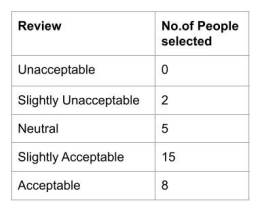 Review No.of People
selected
Unacceptable 0
Slightly Unacceptable 2
Neutral 5
Slightly Acceptable 15
Acceptable 8